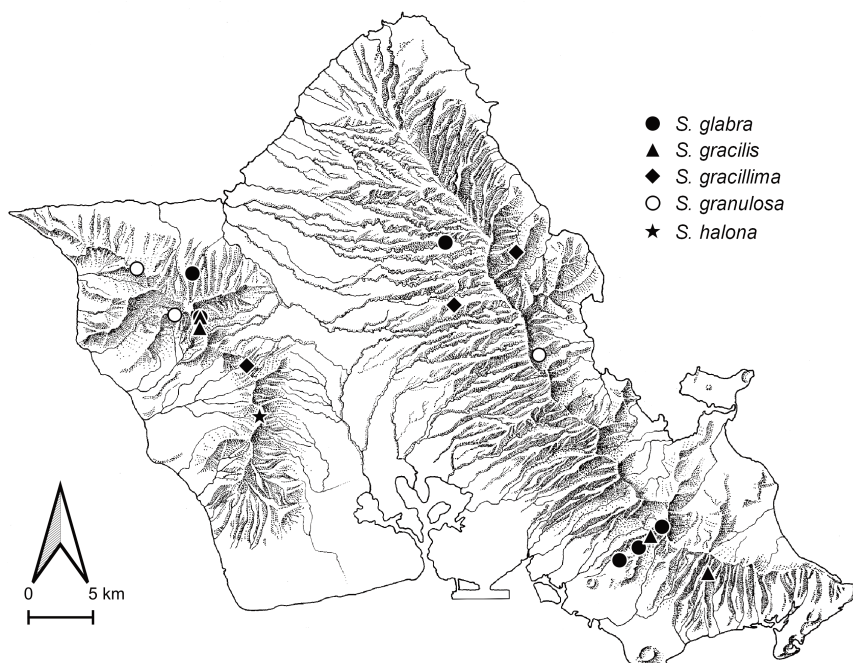 S. glabra
S. gracilis
S. gracillima
S. granulosa
S. halona
0 5 km